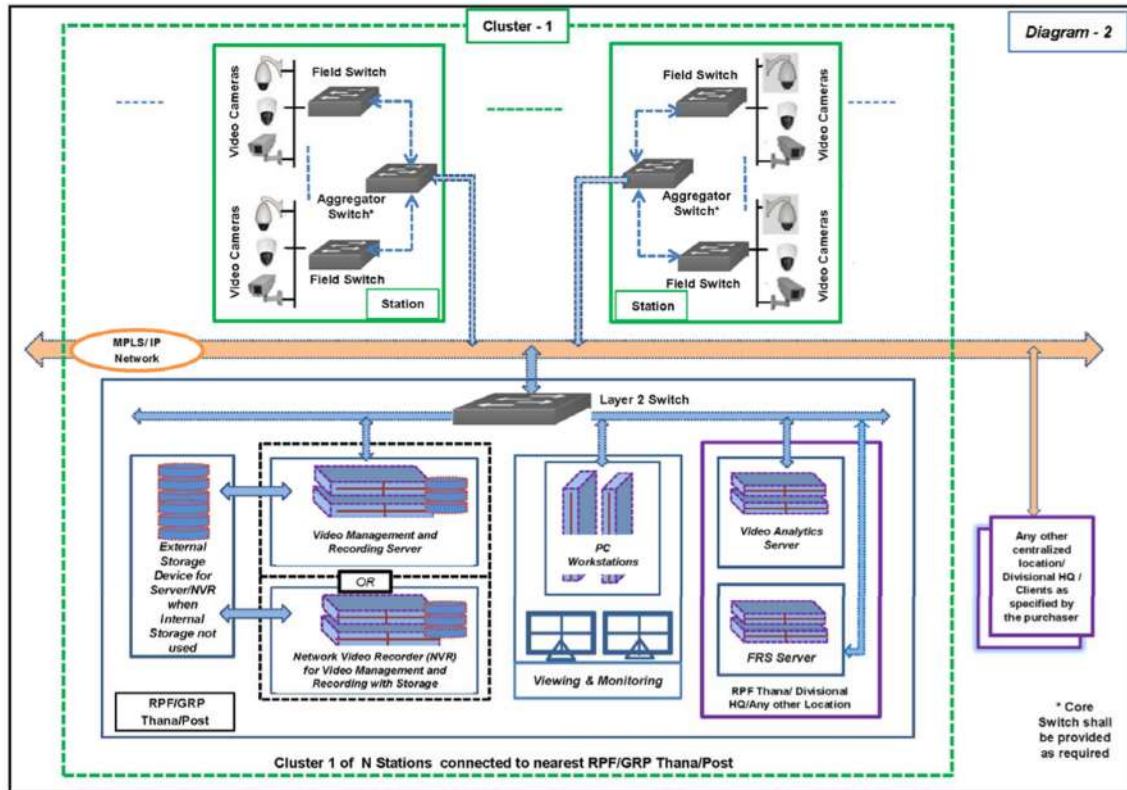 Cluster - 1
Diagram - 2
Video Cameras
Field Switch
Aggregator
Switch*
Video Cameras
Field Switch
Station
Field Switch
Video Cameras
Aggregator
Switch*
Video Cameras
Field Switch
Station
MPLS/ IP
Network
Layer 2 Switch
External
Storage
Device for
Server/NVR
when
Internal
Storage not
used
Video Management and
Recording Server
OR
Network Video Recorder (NVR)
for Video Management and
Recording with Storage
PC
Workstations
Viewing & Monitoring
Video Analytics
Server
FRS Server
RPF Thana/ Divisional
HQ/Any other Location
Any other
centralized
location/
Divisional HQ /
Clients as
specified by
the purchaser
RPF/GRP
Thana/Post
* Core
Switch shall
be provided
as required
Cluster 1 of N Stations connected to nearest RPF/GRP Thana/Post